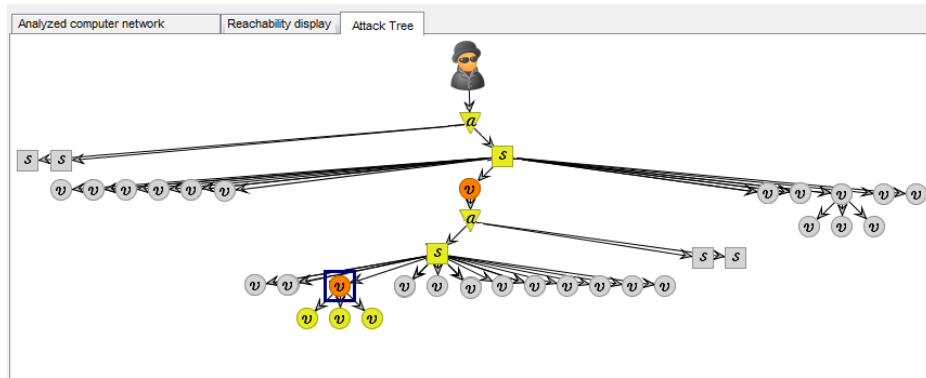 Analyzed computer network Reachability display Attack Tree
a
s s s
v v v v v v v v v v v v
a v v v
s s s
v v v v v v v v v v v v
v v v